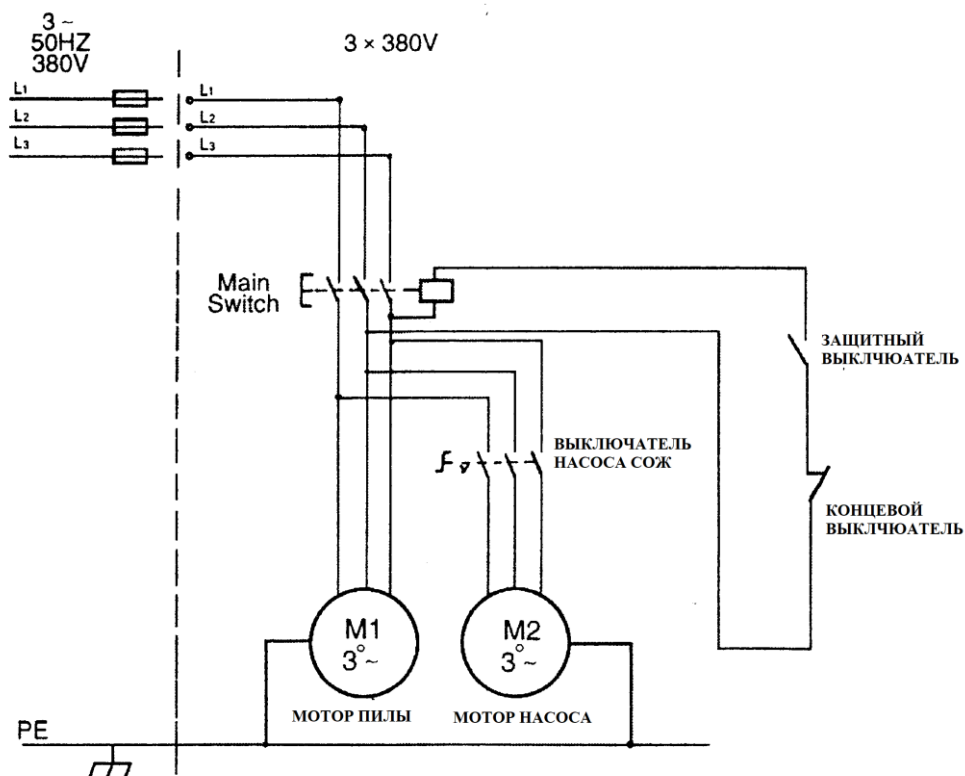 3 ~
50HZ
380V
3 × 380V
L1
L1
L2
L2
L3
L3
Main
Switch
ЗАЩИТНЫЙ
ВЫКЛЧЮАТЕЛЬ
ВЫКЛЮЧАТЕЛЬ
НАСОСА СОЖ
КОНЦЕВОЙ
ВЫКЛЧЮАТЕЛЬ
M1
3°~
M2
3°~
МОТОР ПИЛЫ
МОТОР НАСОСА
PE